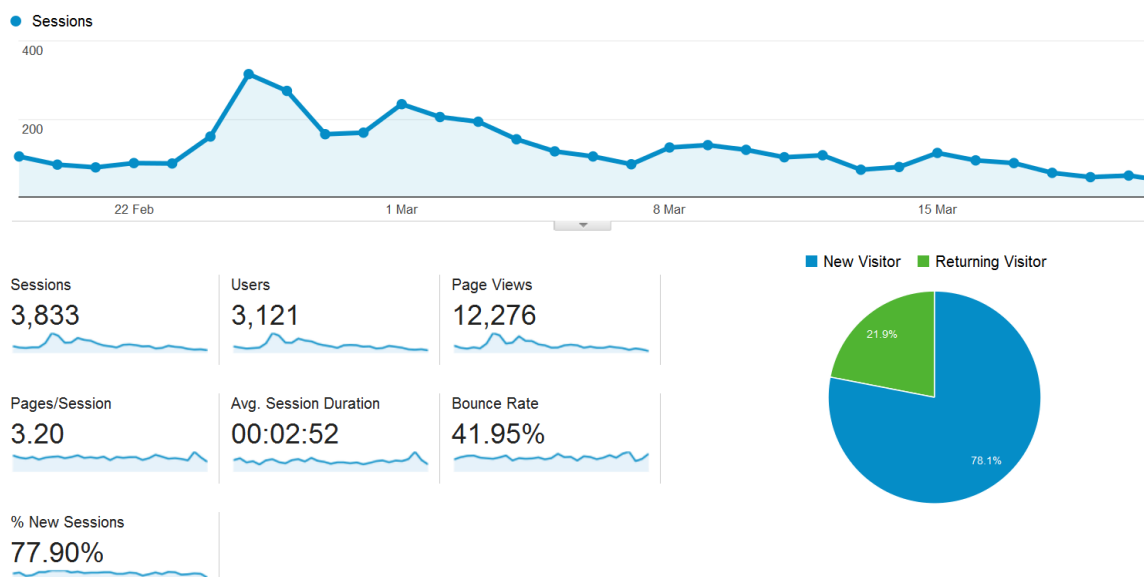 Sessions
400
200
22 Feb 1 Mar 8 Mar 15 Mar
New Visitor Returning Visitor
Sessions Users Page Views
3,833 3,121 12,276
21.9%
Pages/Session Avg. Session Duration Bounce Rate
3.20 00:02:52 41.95%
78.1%
% New Sessions
77.90%